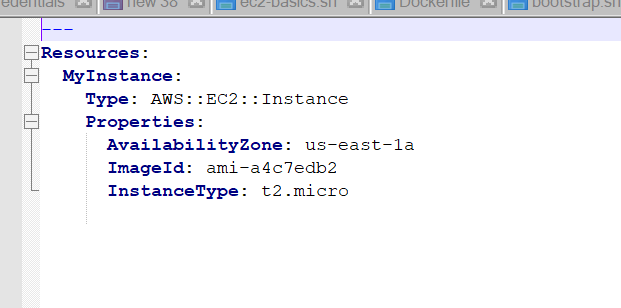 edentials new 38 ec2-basics.sh Dockerfile bootstrap.sh
---
Resources:
MyInstance:
Type: AWS::EC2::Instance
Properties:
AvailabilityZone: us-east-1a
ImageId: ami-a4c7edb2
InstanceType: t2.micro